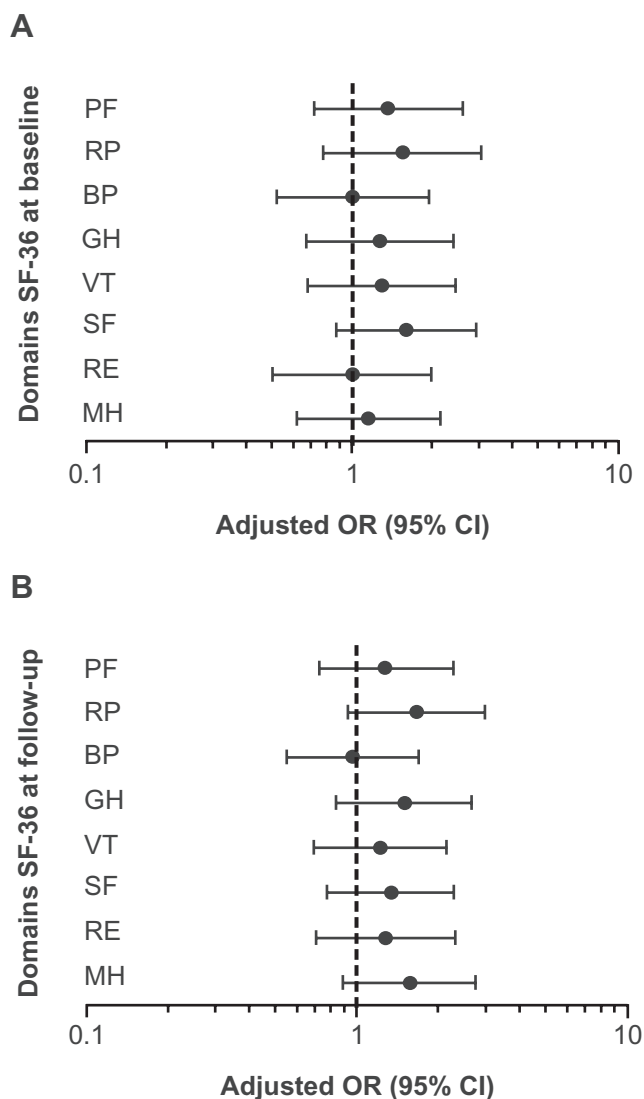 A
Domains SF-36 at baseline
PF
RP
BP
GH
VT
SF
RE
MH
0.1 1 10
Adjusted OR (95% CI)
B
Domains SF-36 at follow-up
PF
RP
BP
GH
VT
SF
RE
MH
0.1 1 10
Adjusted OR (95% CI)